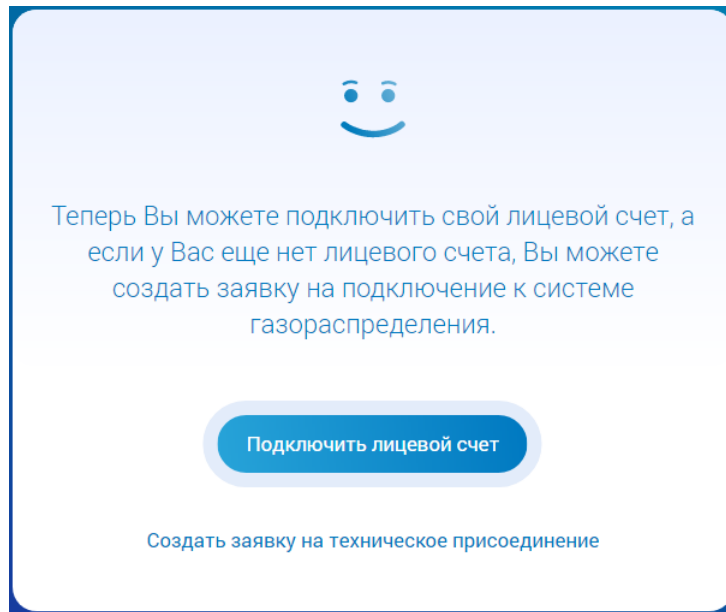 Теперь Вы можете подключить свой лицевой счет, а
если у Вас еще нет лицевого счета, Вы можете
создать заявку на подключение к системе
газораспределения.
Подключить лицевой счет
Создать заявку на техническое присоединение